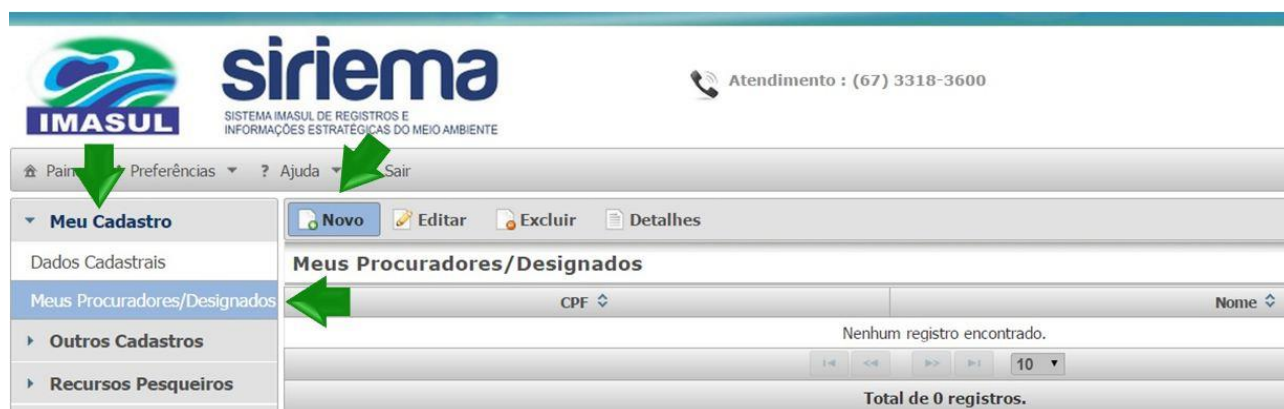 IMASUL
siriema
SISTEMA IMASUL DE REGISTROS E
INFORMAÇÕES ESTRATÉGICAS DO MEIO AMBIENTE
Atendimento : (67) 3318-3600
Preferências ? Ajuda Sair
Meu Cadastro
Dados Cadastrais
Meus Procuradores/Designados
Outros Cadastros
Recursos Pesqueiros
Novo Editar Excluir Detalhes
Meus Procuradores/Designados
CPF Nome
Nenhum registro encontrado.
10
Total de 0 registros.